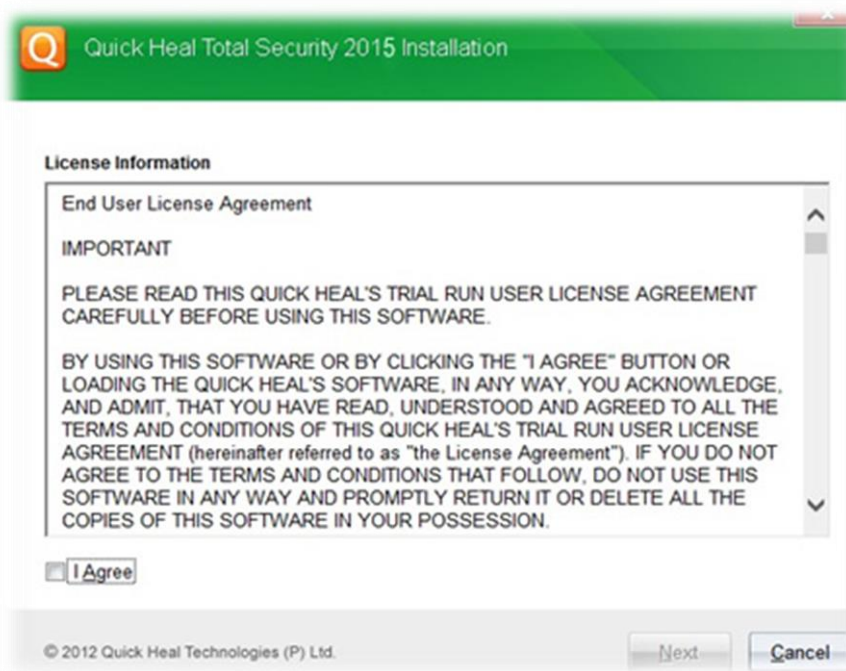 Q Quick Heal Total Security 2015 Installation
License Information
End User License Agreement
IMPORTANT
PLEASE READ THIS QUICK HEAL'S TRIAL RUN USER LICENSE AGREEMENT
CAREFULLY BEFORE USING THIS SOFTWARE.
BY USING THIS SOFTWARE OR BY CLICKING THE "I AGREE" BUTTON OR
LOADING THE QUICK HEAL'S SOFTWARE, IN ANY WAY, YOU ACKNOWLEDGE,
AND ADMIT, THAT YOU HAVE READ, UNDERSTOOD AND AGREED TO ALL THE
TERMS AND CONDITIONS OF THIS QUICK HEAL'S TRIAL RUN USER LICENSE
AGREEMENT (hereinafter referred to as "the License Agreement"). IF YOU DO NOT
AGREE TO THE TERMS AND CONDITIONS THAT FOLLOW, DO NOT USE THIS
SOFTWARE IN ANY WAY AND PROMPTLY RETURN IT OR DELETE ALL THE
COPIES OF THIS SOFTWARE IN YOUR POSSESSION.
I Agree
© 2012 Quick Heal Technologies (P) Ltd.
Next
Cancel